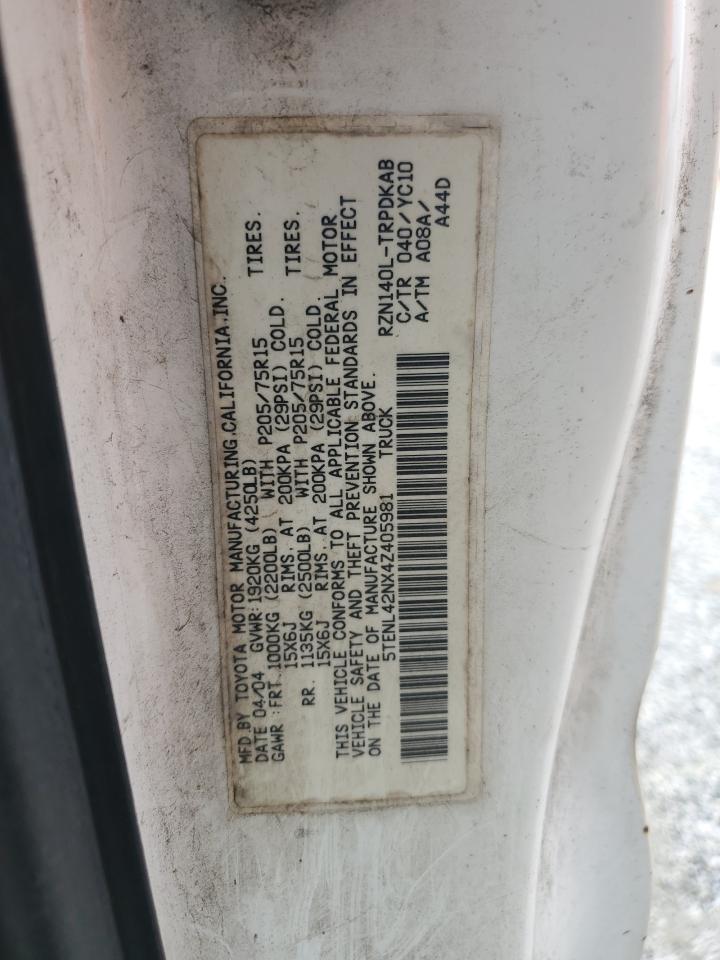 MFD.BY TOYOTA MOTOR MANUFACTURING.CALIFORNIA.INC.
DATE 04/04 GVWR:1920KG (4250LB)
GAWR :FRT.1000KG (2200LB) WITH P205/75R15 TIRES.
15X6J RIMS. AT 200KPA (29PSI) COLD.
RR. 1135KG (2500LB) WITH P205/75R15 TIRES.
15X6J RIMS. AT 200KPA (29PSI) COLD.
THIS VEHICLE CONFORMS TO ALL APPLICABLE FEDERAL MOTOR
VEHICLE SAFETY AND THEFT PREVENTION STANDARDS IN EFFECT
ON THE DATE OF MANUFACTURE SHOWN ABOVE.
5TENL42NX4Z405981 TRUCK
RZN140L-TRPDKAB
C/TR 040/YC10
A/TM A08A/
A44D